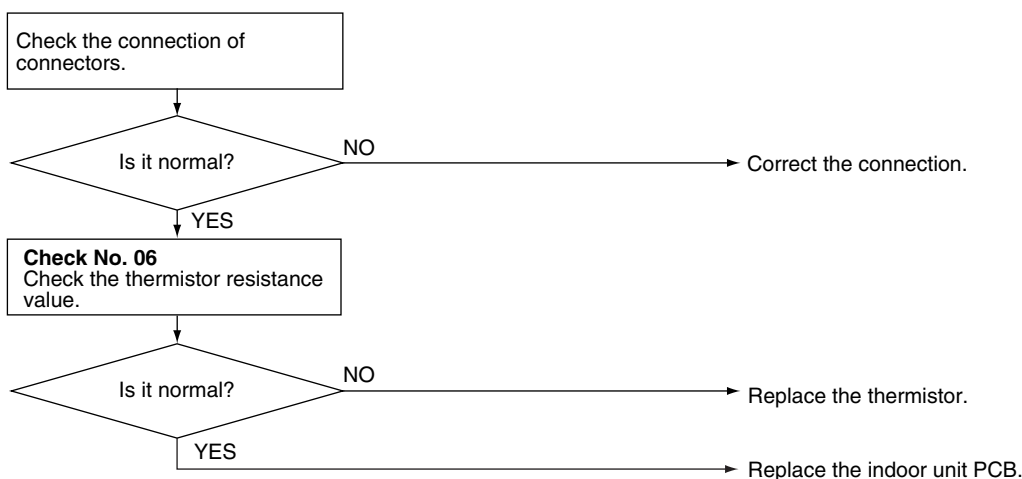 Check the connection of
connectors.
Is it normal?
NO
Correct the connection.
YES
Check No. 06
Check the thermistor resistance
value.
Is it normal?
NO
Replace the thermistor.
YES
Replace the indoor unit PCB.